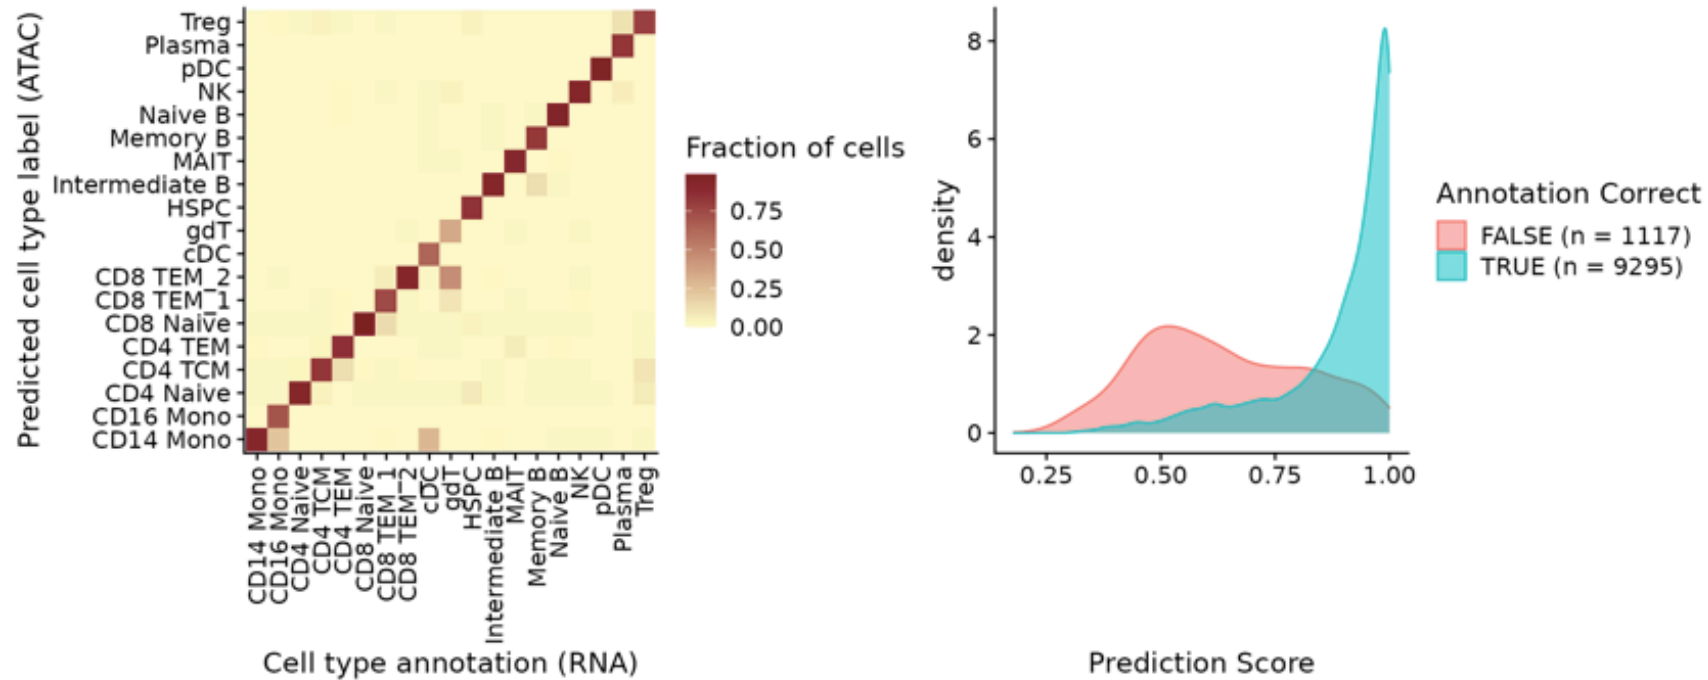 Predicted cell type label (ATAC)
Treg
Plasma
pDC
NK
Naive B
Memory B
MAIT
Intermediate B
HSPC
gdT
cDC
CD8 TEM_2
CD8 TEM_1
CD8 Naive
CD4 TEM
CD4 TCM
CD4 Naive
CD16 Mono
CD14 Mono
CD14 Mono
CD16 Mono
CD4 Naive
CD4 TCM
CD4 TEM
CD8 Naive
CD8 TEM_1
CD8 TEM_2
cDC
gdT
HSPC
Intermediate B
MAIT
Memory B
Naive B
NK
pDC
Plasma
Treg
Cell type annotation (RNA)
Fraction of cells
0.75
0.50
0.25
0.00
density
8
6
4
2
0
0.25
0.50
0.75
1.00
Prediction Score
Annotation Correct
FALSE (n = 1117)
TRUE (n = 9295)